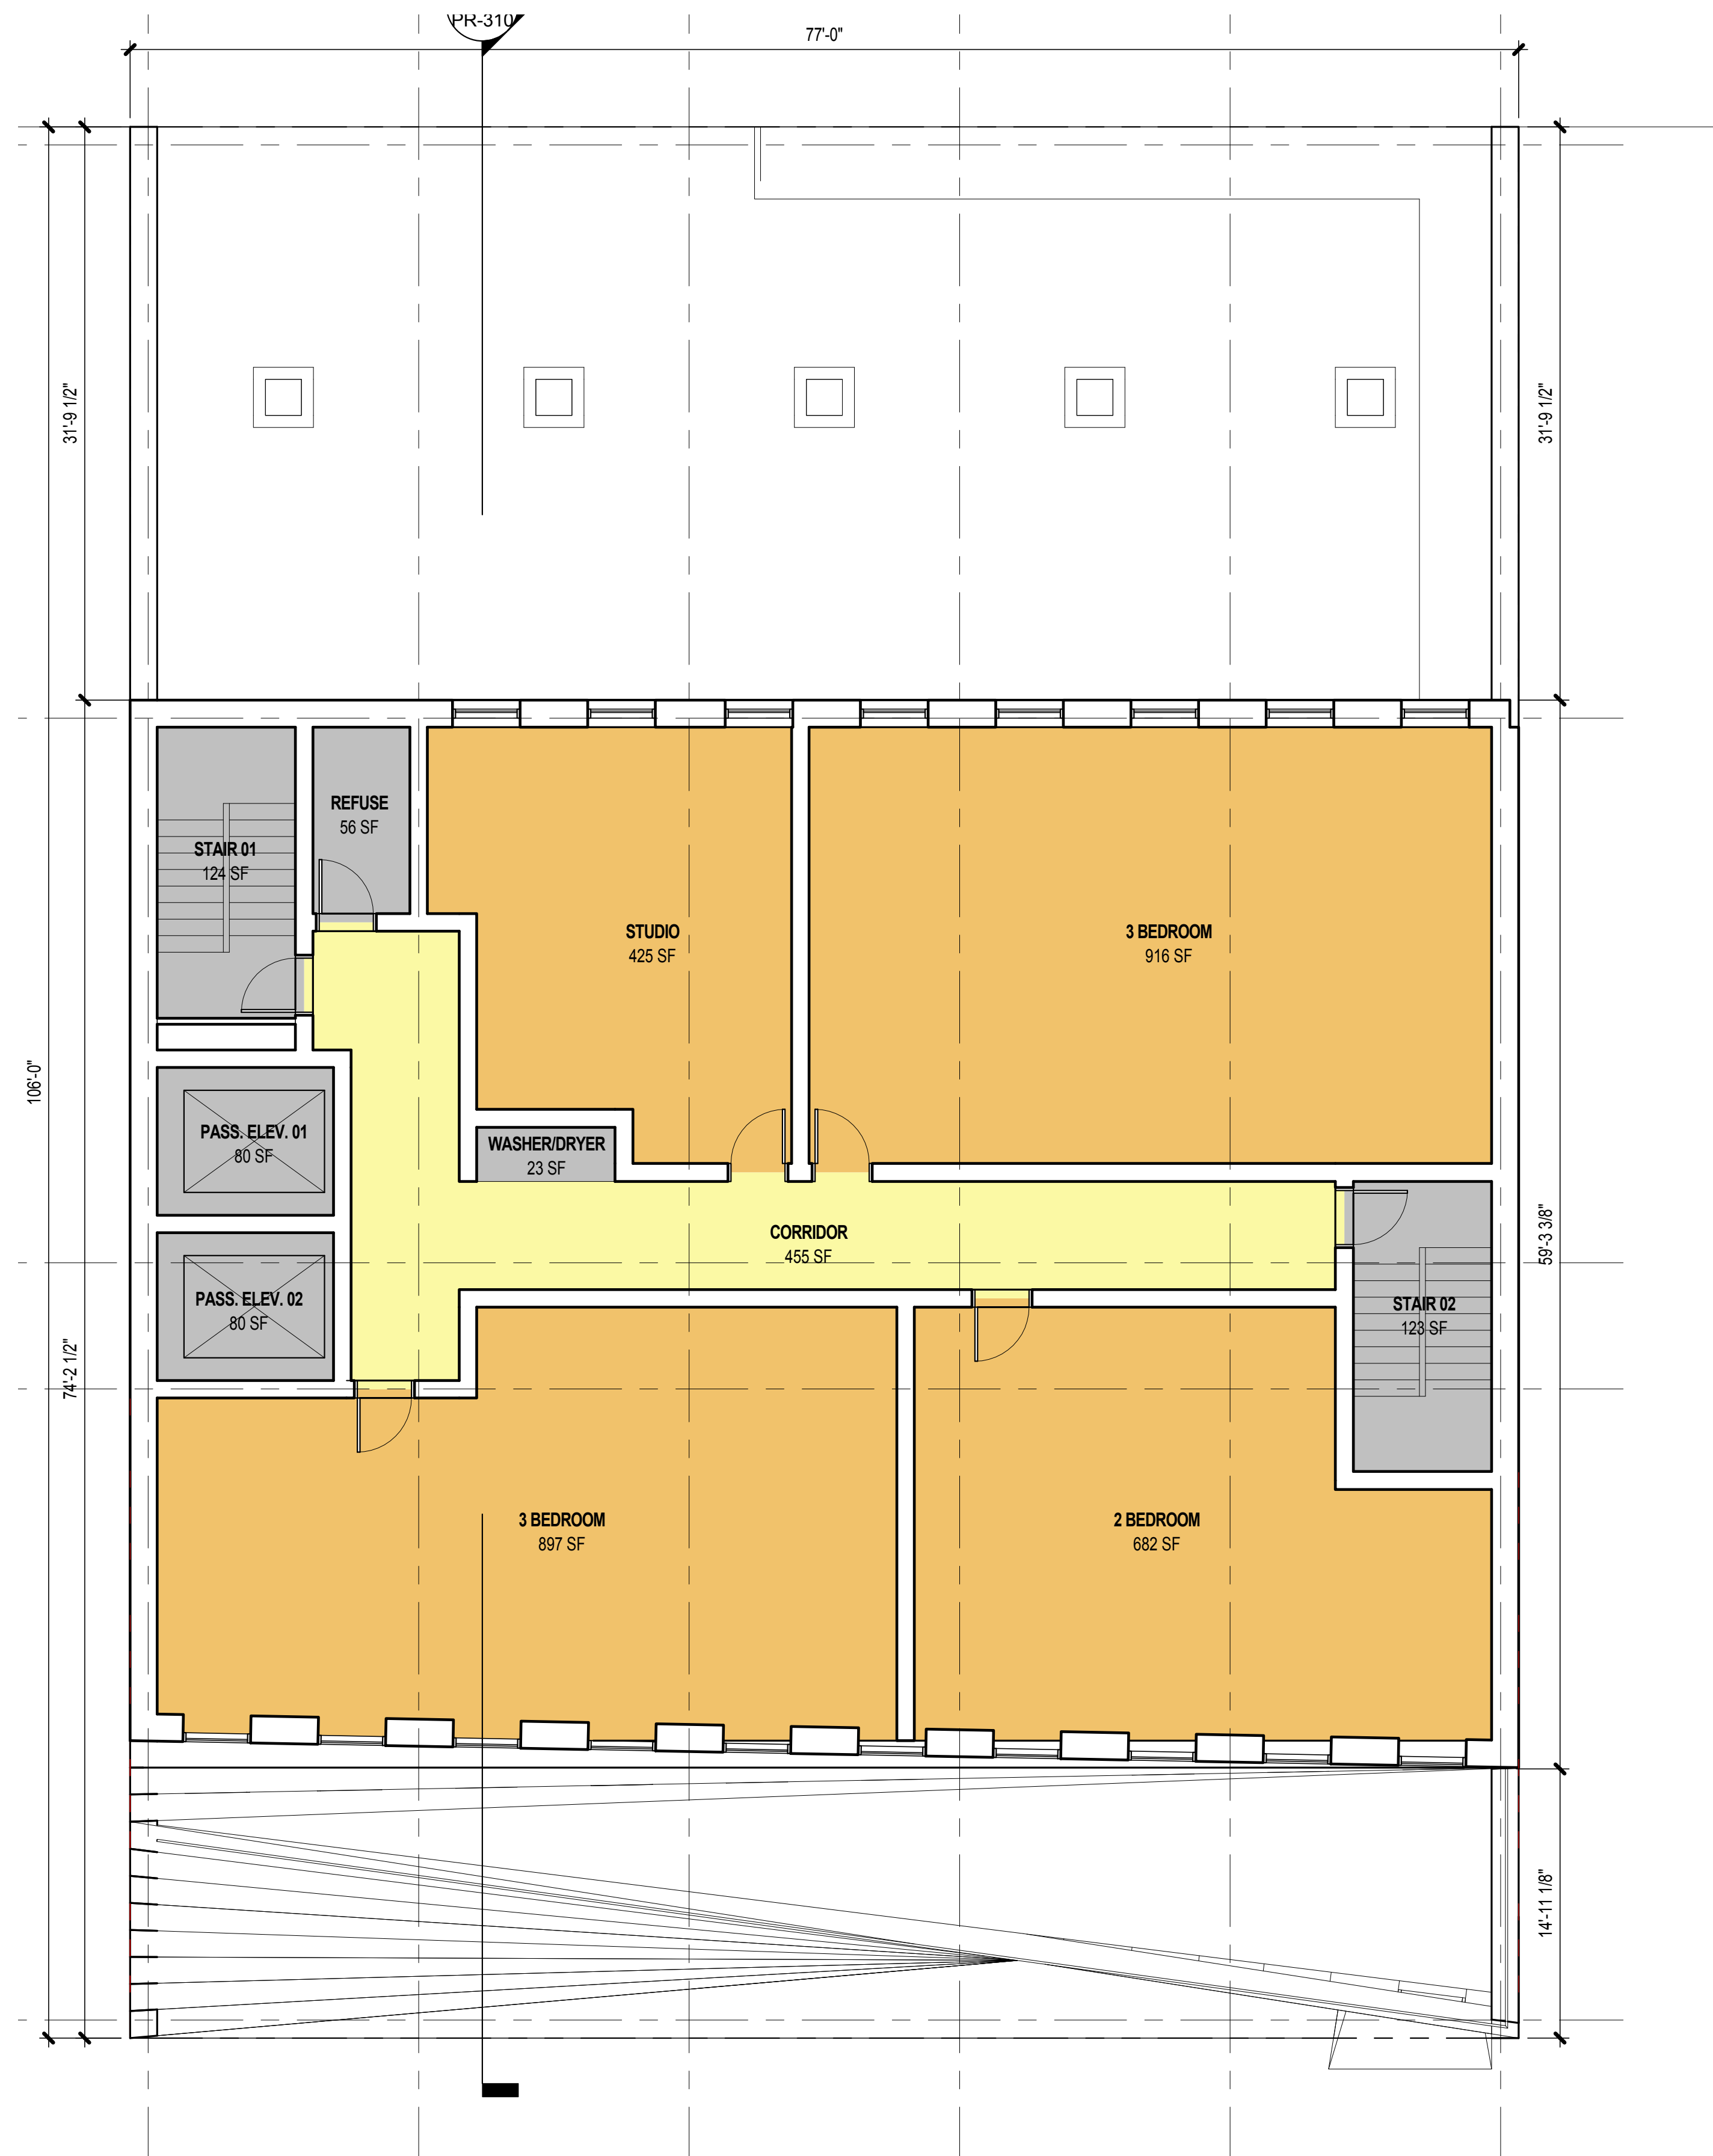 PR-310
77'-0"
31'-9 1/2"
31'-9 1/2"
REFUSE
56 SF
STAIR 01
124 SF
STUDIO
425 SF
3 BEDROOM
916 SF
106'-0"
PASS. ELEV. 01
80 SF
WASHER/DRYER
23 SF
CORRIDOR
455 SF
59'-3 3/8"
PASS. ELEV. 02
80 SF
STAIR 02
123 SF
74'-2 1/2"
3 BEDROOM
897 SF
2 BEDROOM
682 SF
14'-11 1/8"